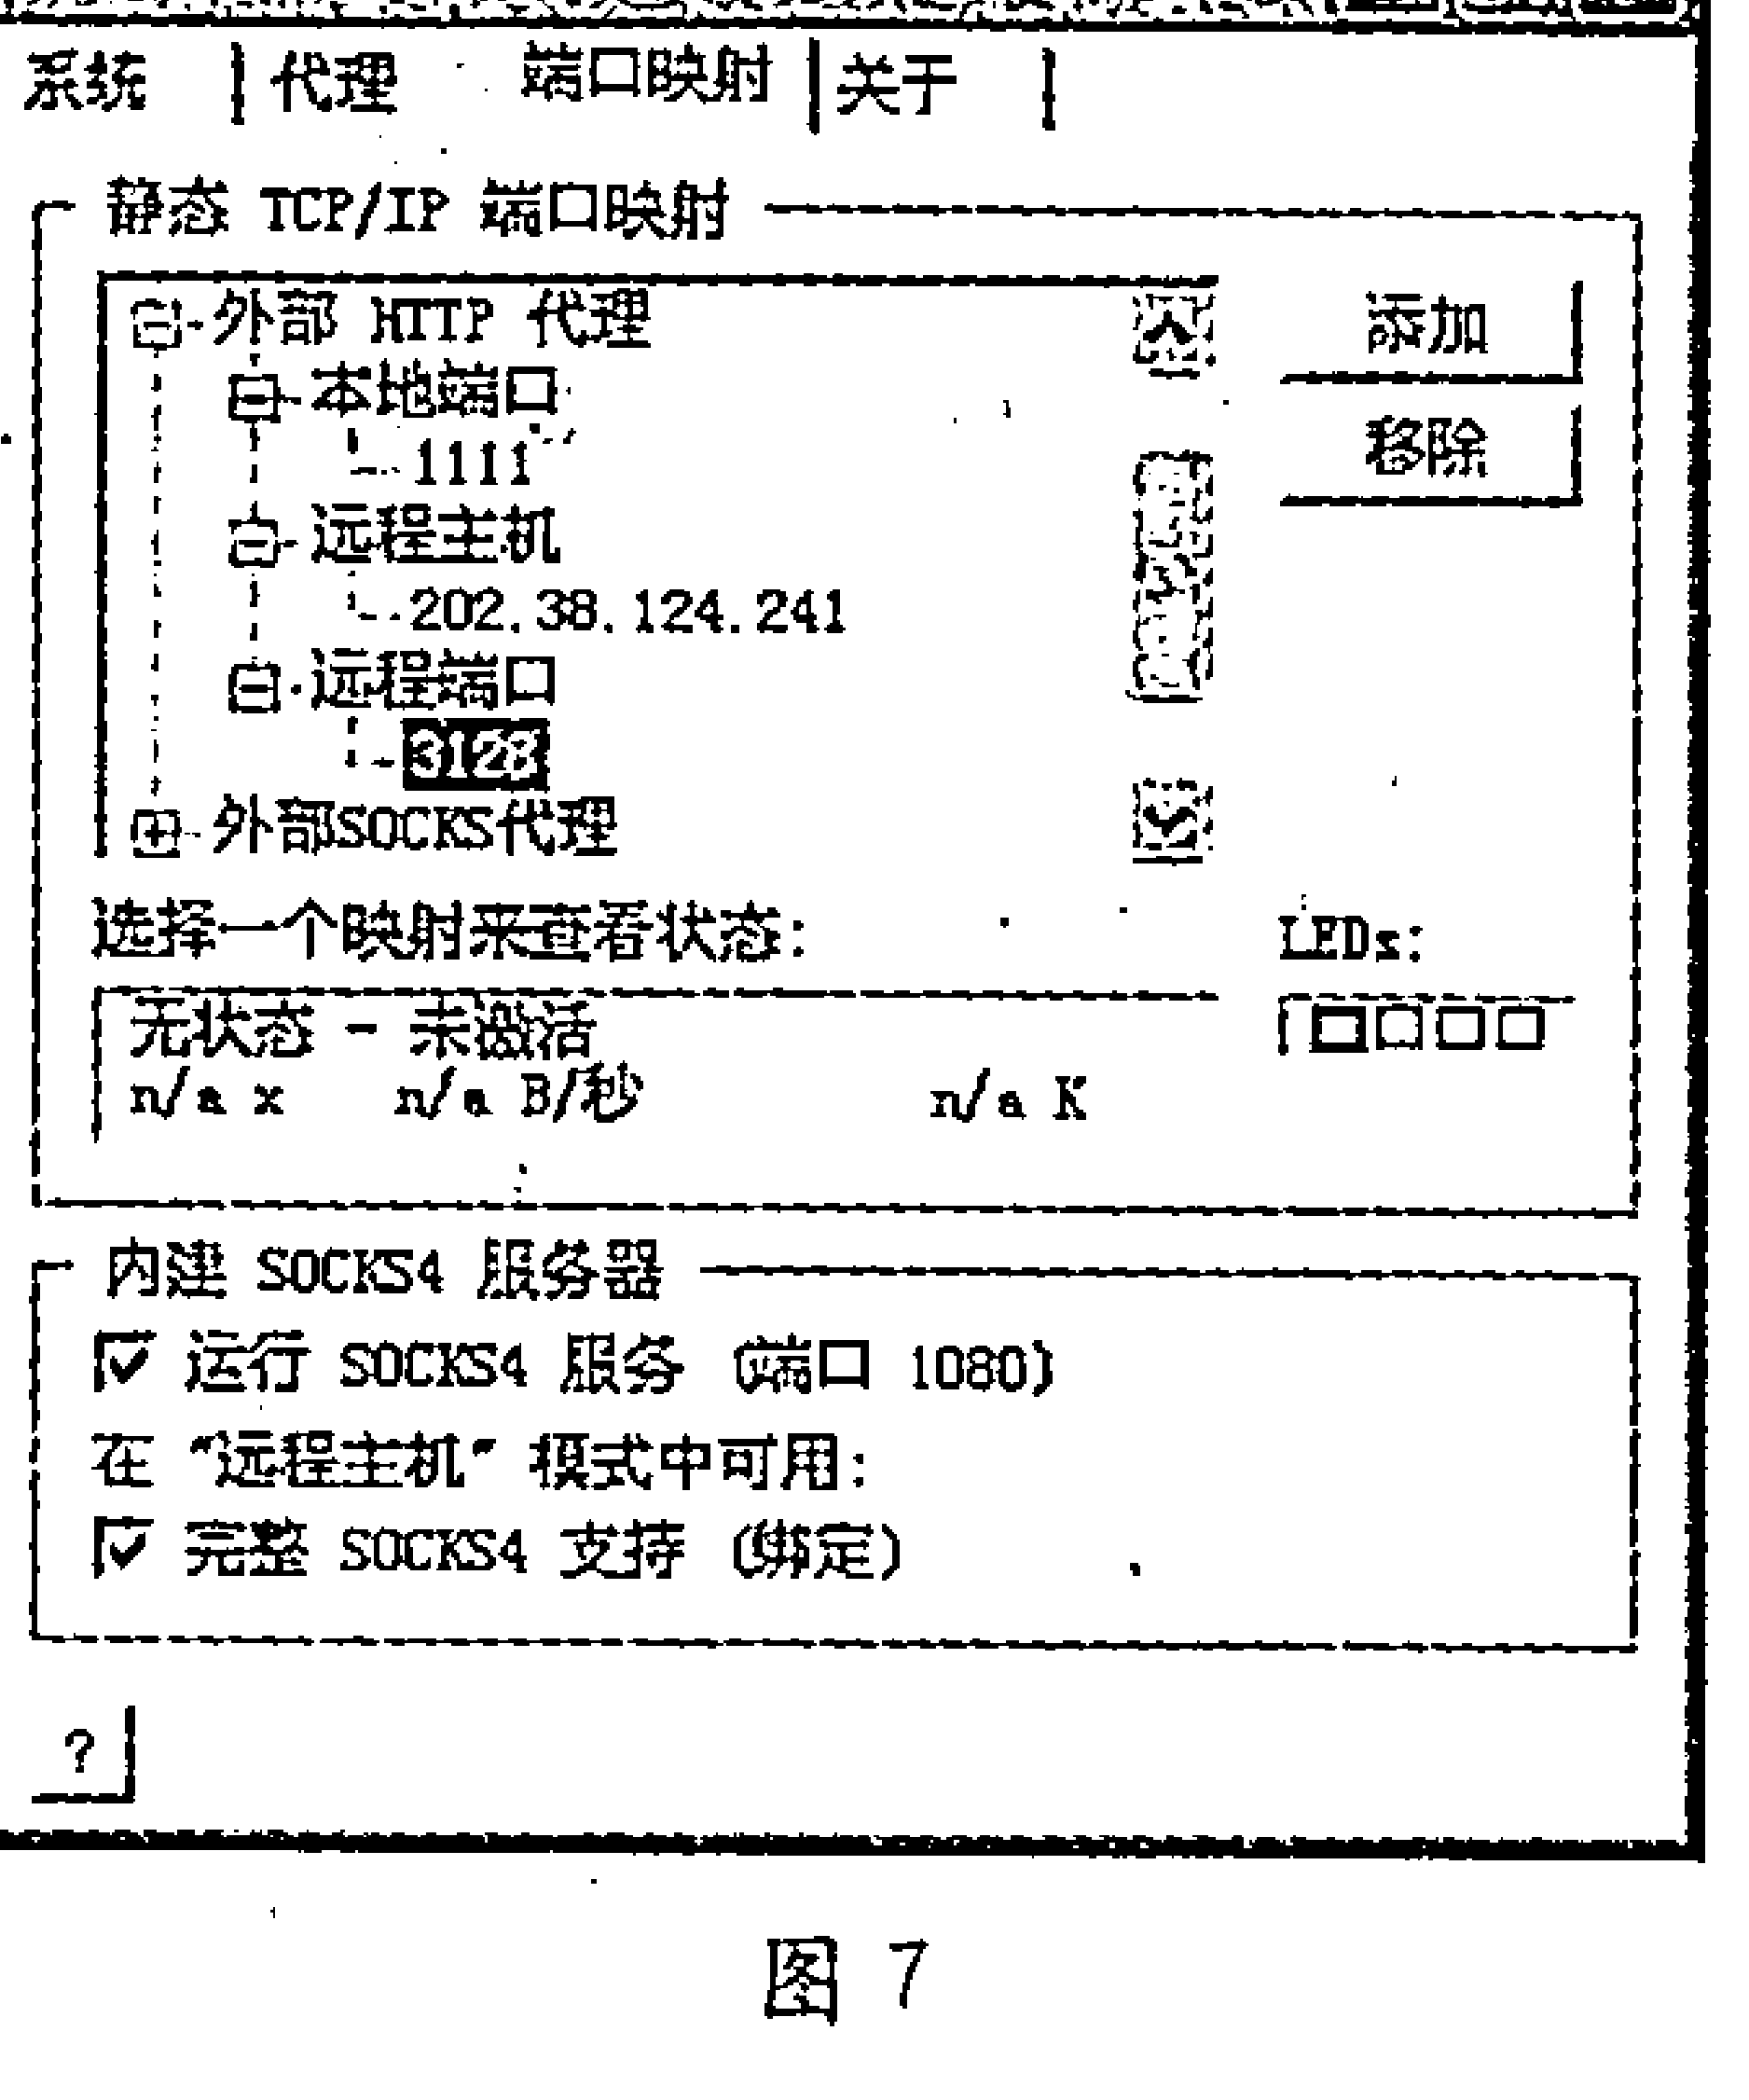 系统 代理 端口映射 关于
静态 TCP/IP 端口映射
外部 HTTP 代理 添加
本地端口
1111 移除
远程主机
202.38.124.241
远程端口
3128
外部SOCKS代理
选择一个映射来查看状态: LEDs:
无状态 - 未激活
n/a x n/a B/秒 n/a K
内建 SOCKS4 服务器
运行 SOCKS4 服务 (端口 1080)
在 "远程主机" 模式中可用:
完整 SOCKS4 支持 (绑定)
?
图 7